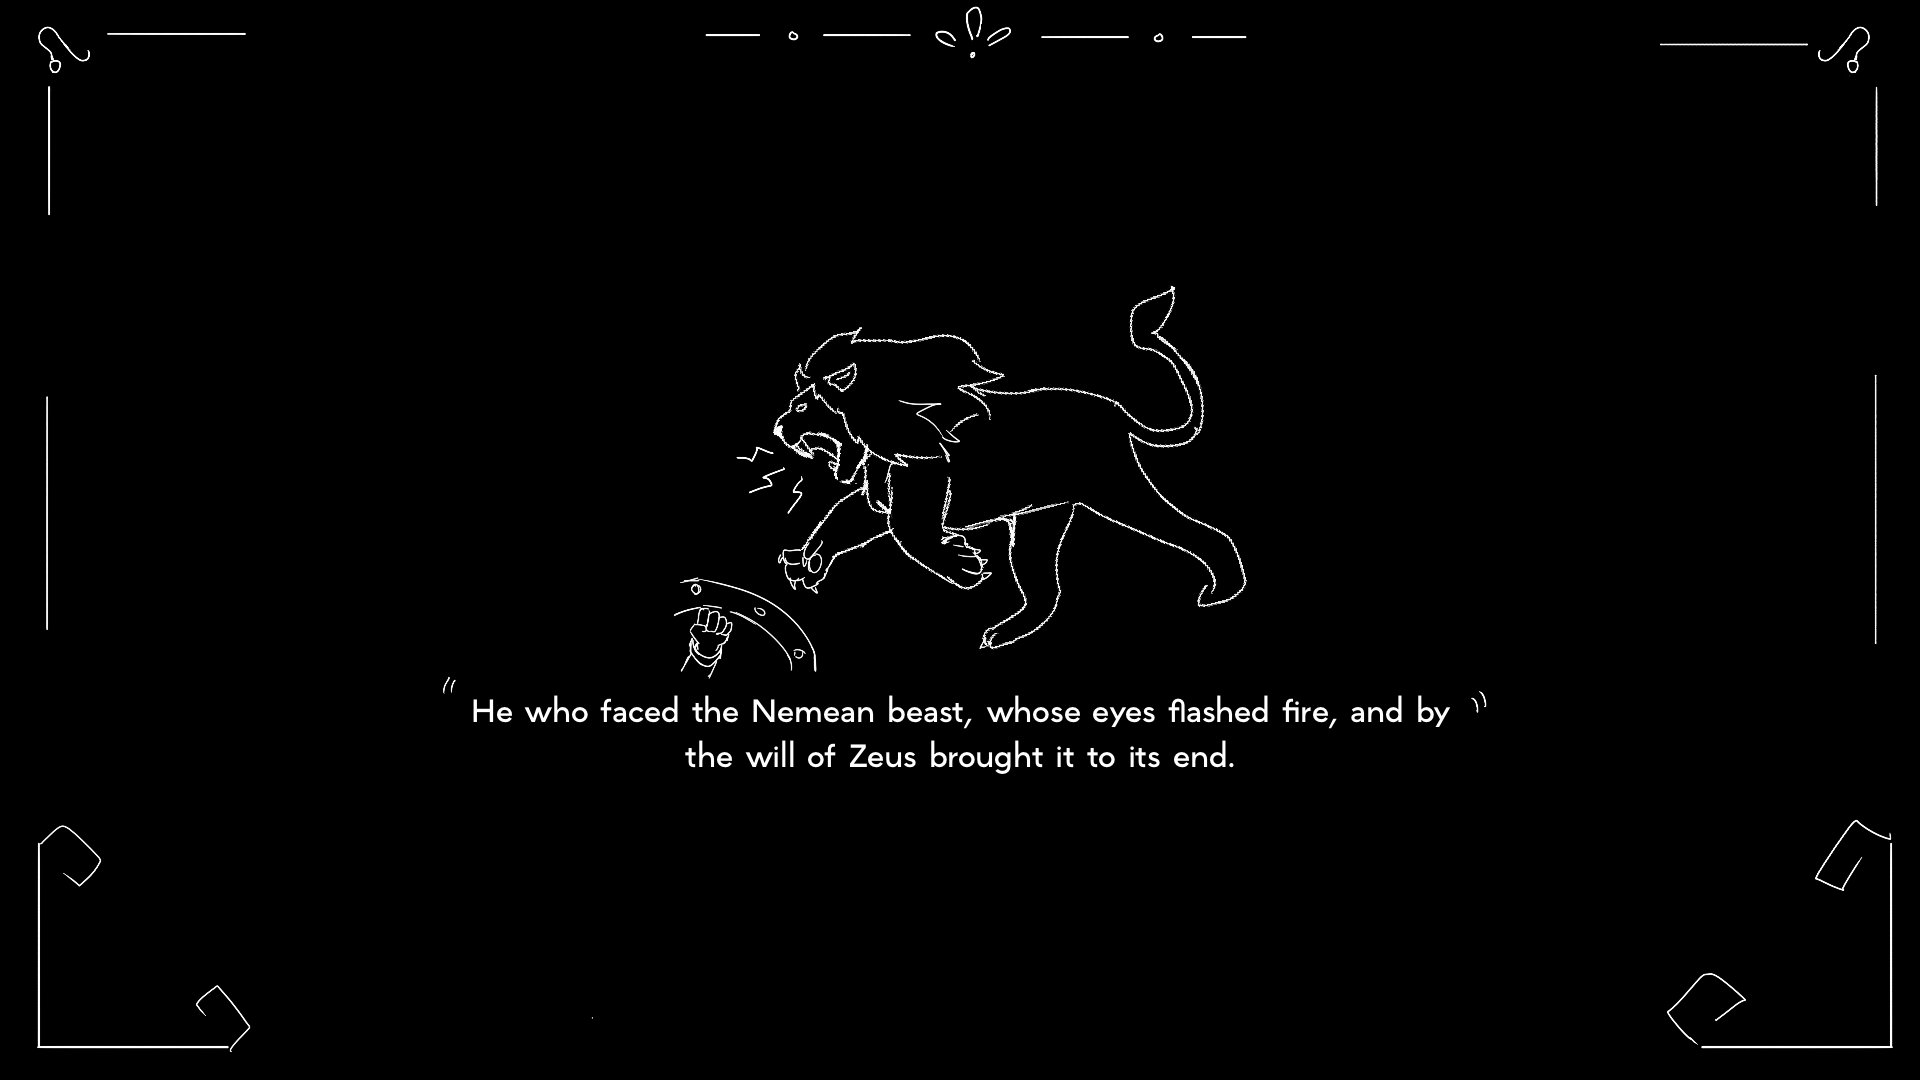 " He who faced the Nemean beast, whose eyes flashed fire, and by "
the will of Zeus brought it to its end.